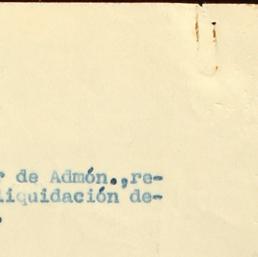 r de Admón.,re-
liquidación de-